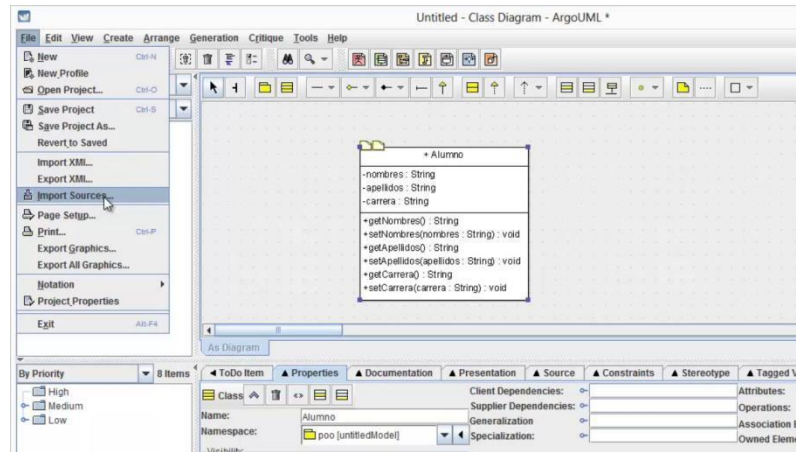 Untitled - Class Diagram - ArgoUML *
File Edit View Create Arrange Generation Critique Tools Help
New Ctrl-N
New Profile
Open Project... Ctrl-O
Save Project Ctrl-S
Save Project As...
Revert to Saved
Import XMI...
Export XMI...
Import Sources...
Page Setup...
Print... Ctrl-P
Export Graphics...
Export All Graphics...
Notation
Project Properties
Exit Alt-F4
+ Alumno
-nombres : String
-apellidos : String
-carrera : String
+getNombres() : String
+setNombres(nombres : String) : void
+getApellidos() : String
+setApellidos(apellidos : String) : void
+getCarrera() : String
+setCarrera(carrera : String) : void
As Diagram
By Priority 8 Items
High
Medium
Low
ToDo Item Properties Documentation Presentation Source Constraints Stereotype Tagged V
Class
Name: Alumno
Namespace: poo [untitledModel]
Visibility:
Client Dependencies:
Supplier Dependencies:
Generalization
Specialization:
Attributes:
Operations:
Association E
Owned Eleme